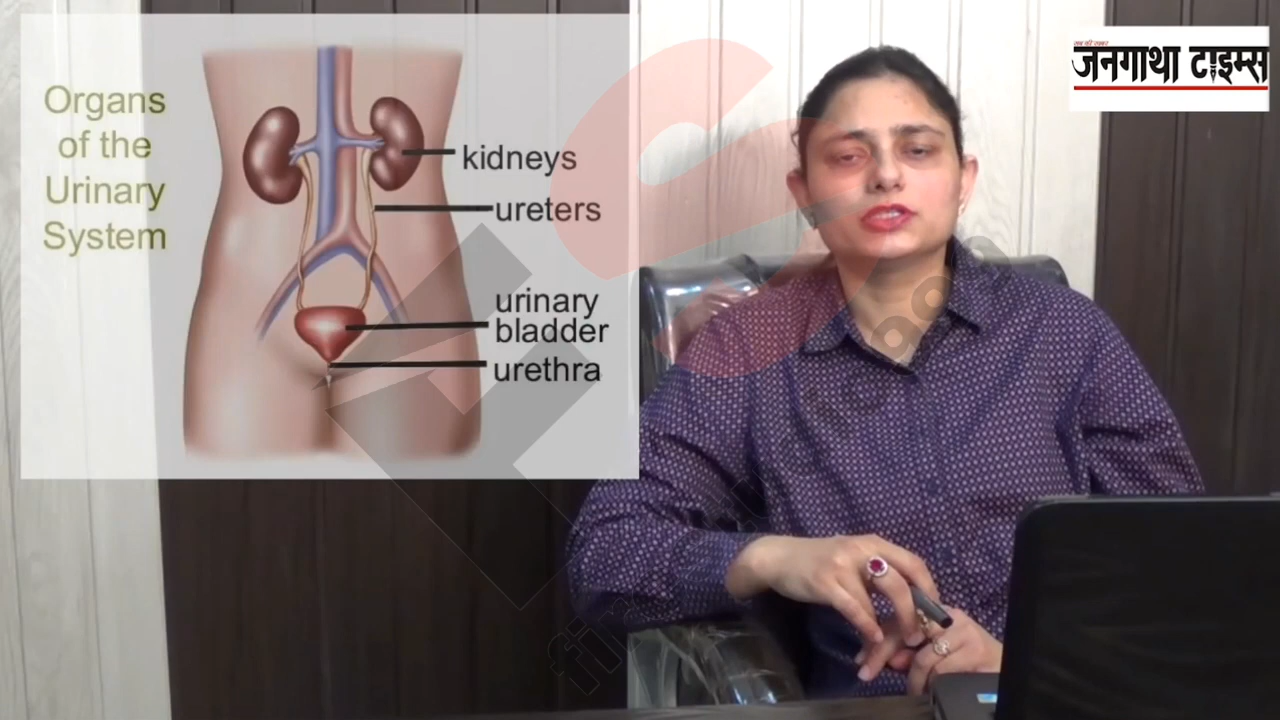 Organs
of the
Urinary
System
kidneys
ureters
urinary
bladder
urethra
जनगाथा टाइम्स